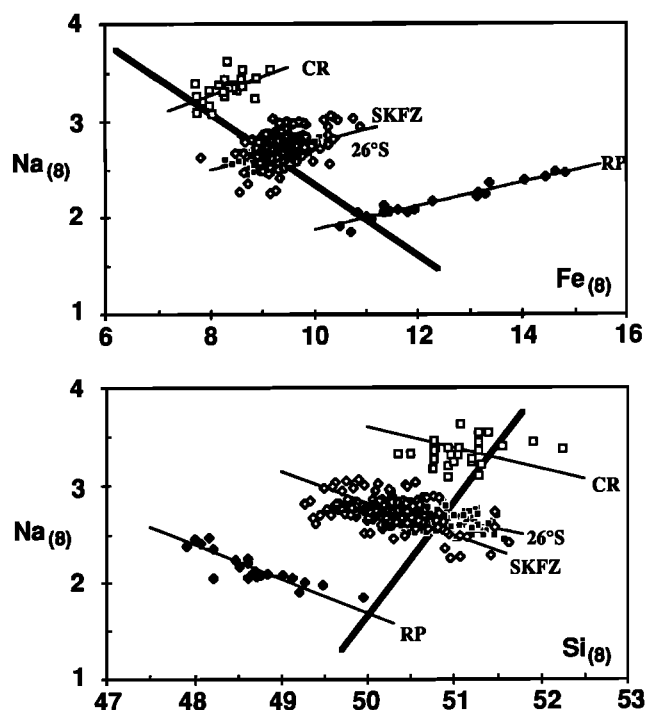 4
CR
3
SKFZ
Na(8)
26°S
2
RP
Fe(8)
1
6 8 10 12 14 16
4
CR
3
Na(8)
26°S
SKFZ
2
RP
Si(8)
1
47 48 49 50 51 52 53